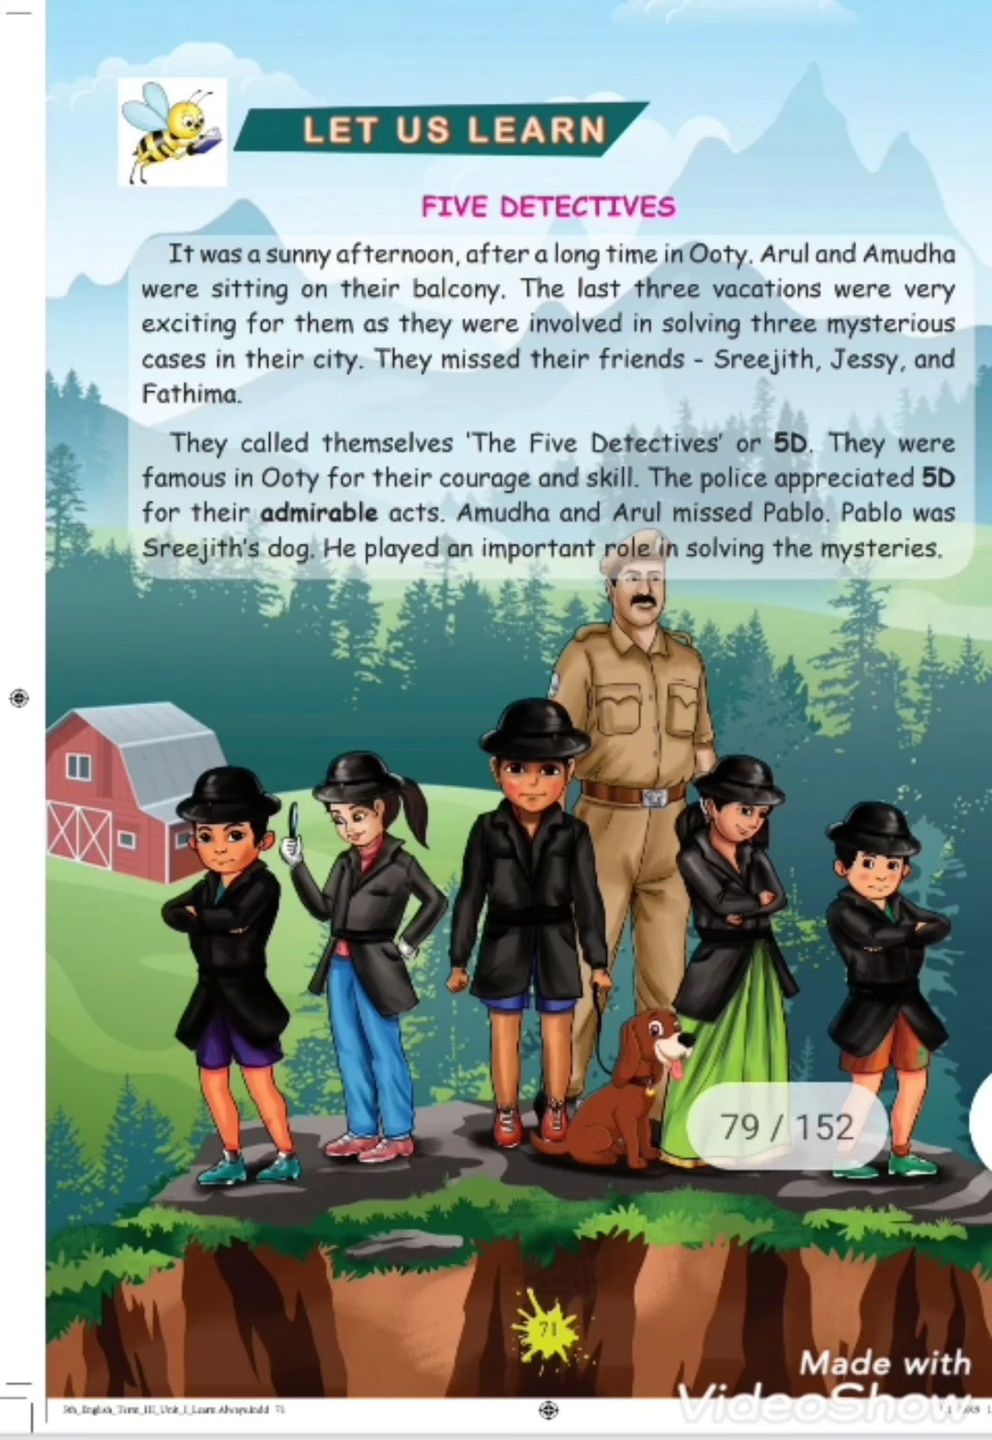 LET US LEARN
FIVE DETECTIVES
It was a sunny afternoon, after a long time in Ooty. Arul and Amudha
were sitting on their balcony. The last three vacations were very
exciting for them as they were involved in solving three mysterious
cases in their city. They missed their friends - Sreejith, Jessy, and
Fathima.
They called themselves 'The Five Detectives' or 5D. They were
famous in Ooty for their courage and skill. The police appreciated 5D
for their admirable acts. Amudha and Arul missed Pablo. Pablo was
Sreejith's dog. He played an important role in solving the mysteries.
79 / 152
71
Made with
VideoShow
5th_English_Term_III_Unit_1_Learn Always.indd 71